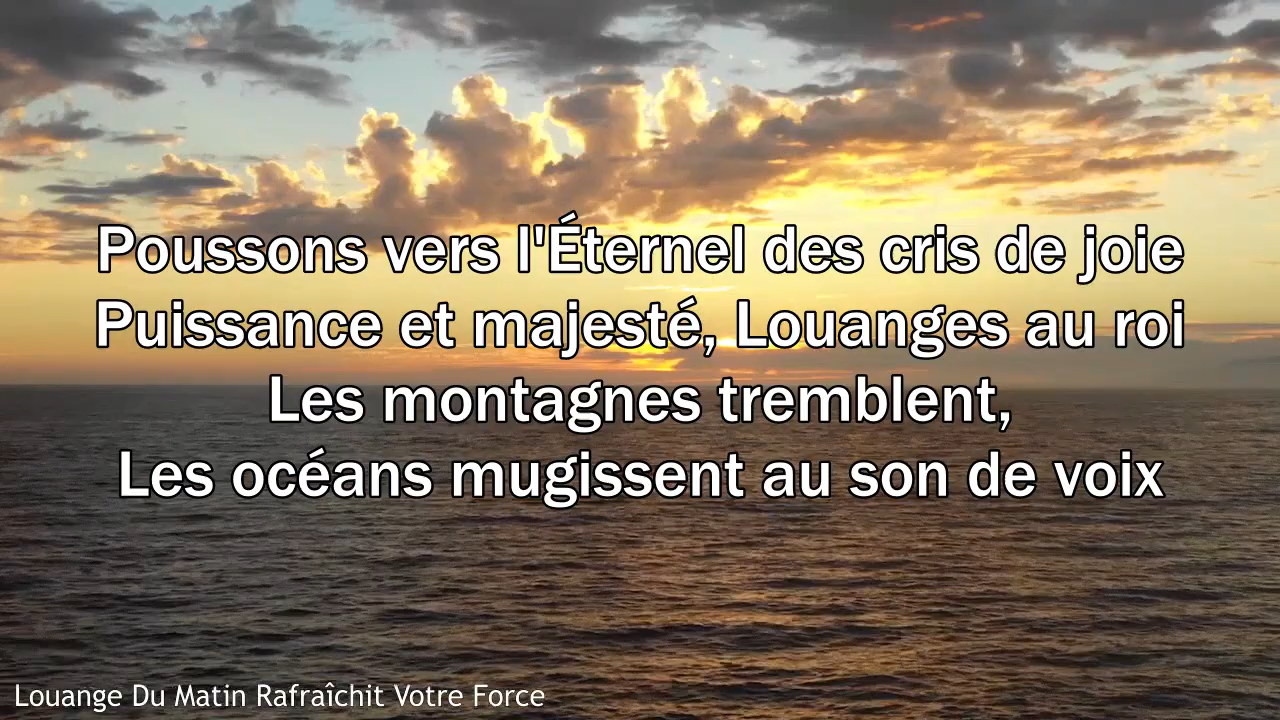 Poussons vers l'Éternel des cris de joie
Puissance et majesté, Louanges au roi
Les montagnes tremblent,
Les océans mugissent au son de voix
Louange Du Matin Rafraîchit Votre Force